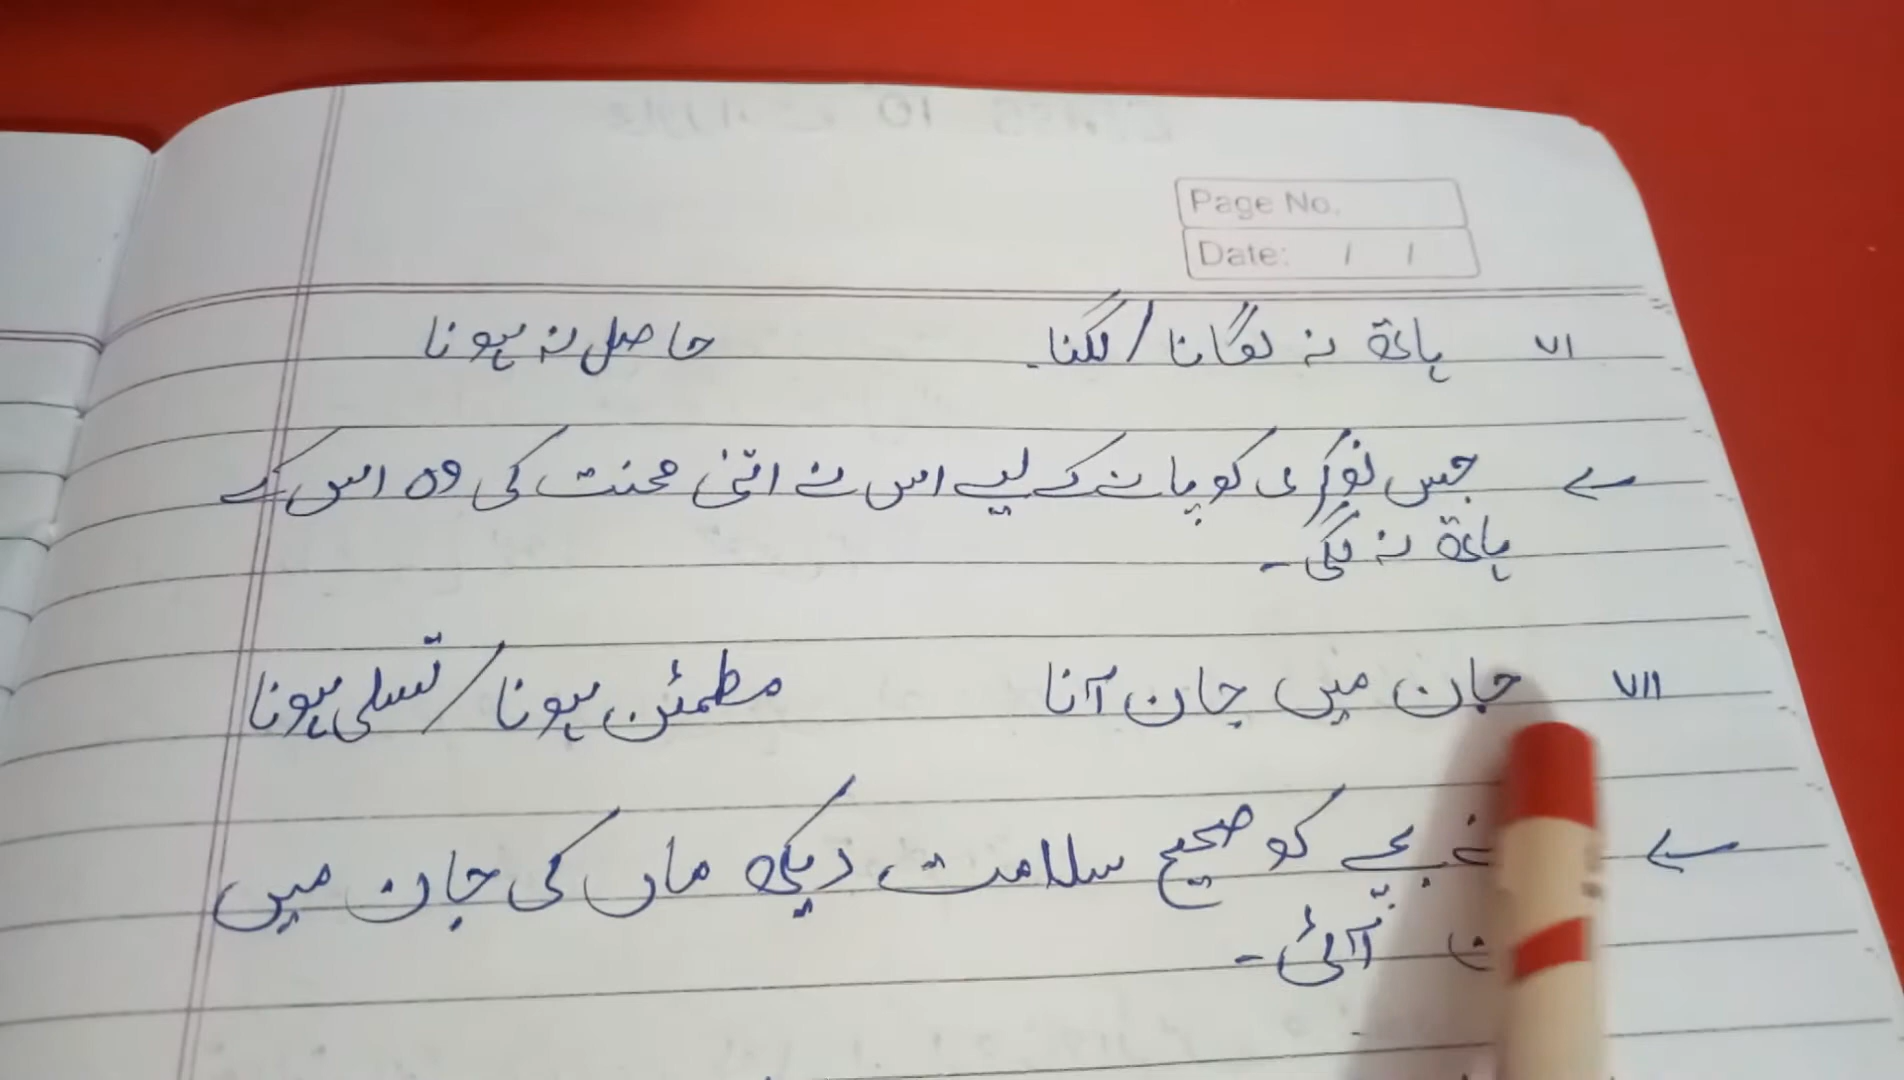 Page No.
Date: / /
VI ہاتھ نہ لگانا/لگنا۔ حاصل نہ ہونا
جس نوکری کو پانے کے لیے اس نے اتنی محنت کی وہ اس کے
ہاتھ نہ لگی۔
VII جان میں جان آنا مطمئن ہونا/تسلی ہونا
بچے کو صحیح سلامت دیکھ ماں کی جان میں
آئی۔